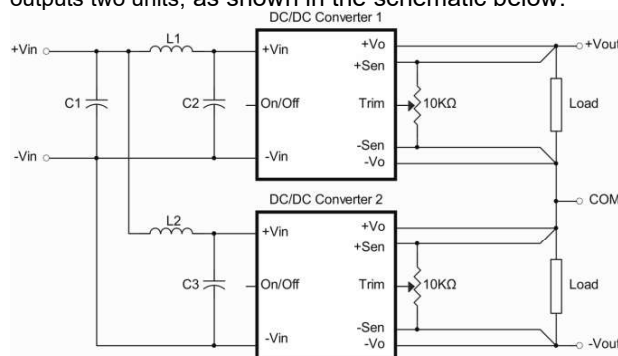 outputs two units, as shown in the schematic below.
DC/DC Converter 1
+Vin
L1
+Vin
+Vo
+Vout
+Sen
C1
C2
On/Off
Trim
10KΩ
Load
-Sen
-Vin
-Vin
-Vo
DC/DC Converter 2
COM
L2
+Vin
+Vo
+Sen
C3
On/Off
Trim
10KΩ
Load
-Sen
-Vin
-Vo
-Vout